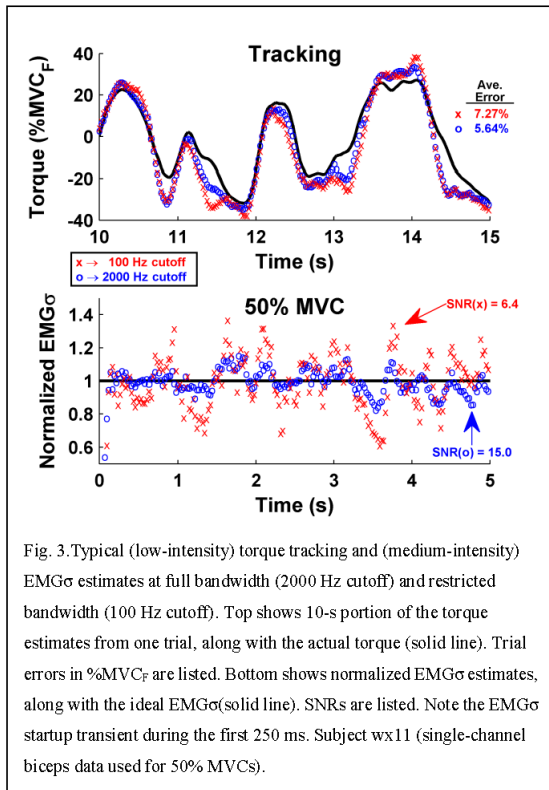 Tracking
40
20
0
-20
-40
Torque (%MVCF)
Ave.
Error
x 7.27%
o 5.64%
10 11 12 13 14 15
Time (s)
x → 100 Hz cutoff
o → 2000 Hz cutoff
50% MVC
1.4
1.2
1
0.8
0.6
Normalized EMGσ
SNR(x) = 6.4
SNR(o) = 15.0
0 1 2 3 4 5
Time (s)
Fig. 3.Typical (low-intensity) torque tracking and (medium-intensity)
EMGσ estimates at full bandwidth (2000 Hz cutoff) and restricted
bandwidth (100 Hz cutoff). Top shows 10-s portion of the torque
estimates from one trial, along with the actual torque (solid line). Trial
errors in %MVCF are listed. Bottom shows normalized EMGσ estimates,
along with the ideal EMGσ(solid line). SNRs are listed. Note the EMGσ
startup transient during the first 250 ms. Subject wx11 (single-channel
biceps data used for 50% MVCs).